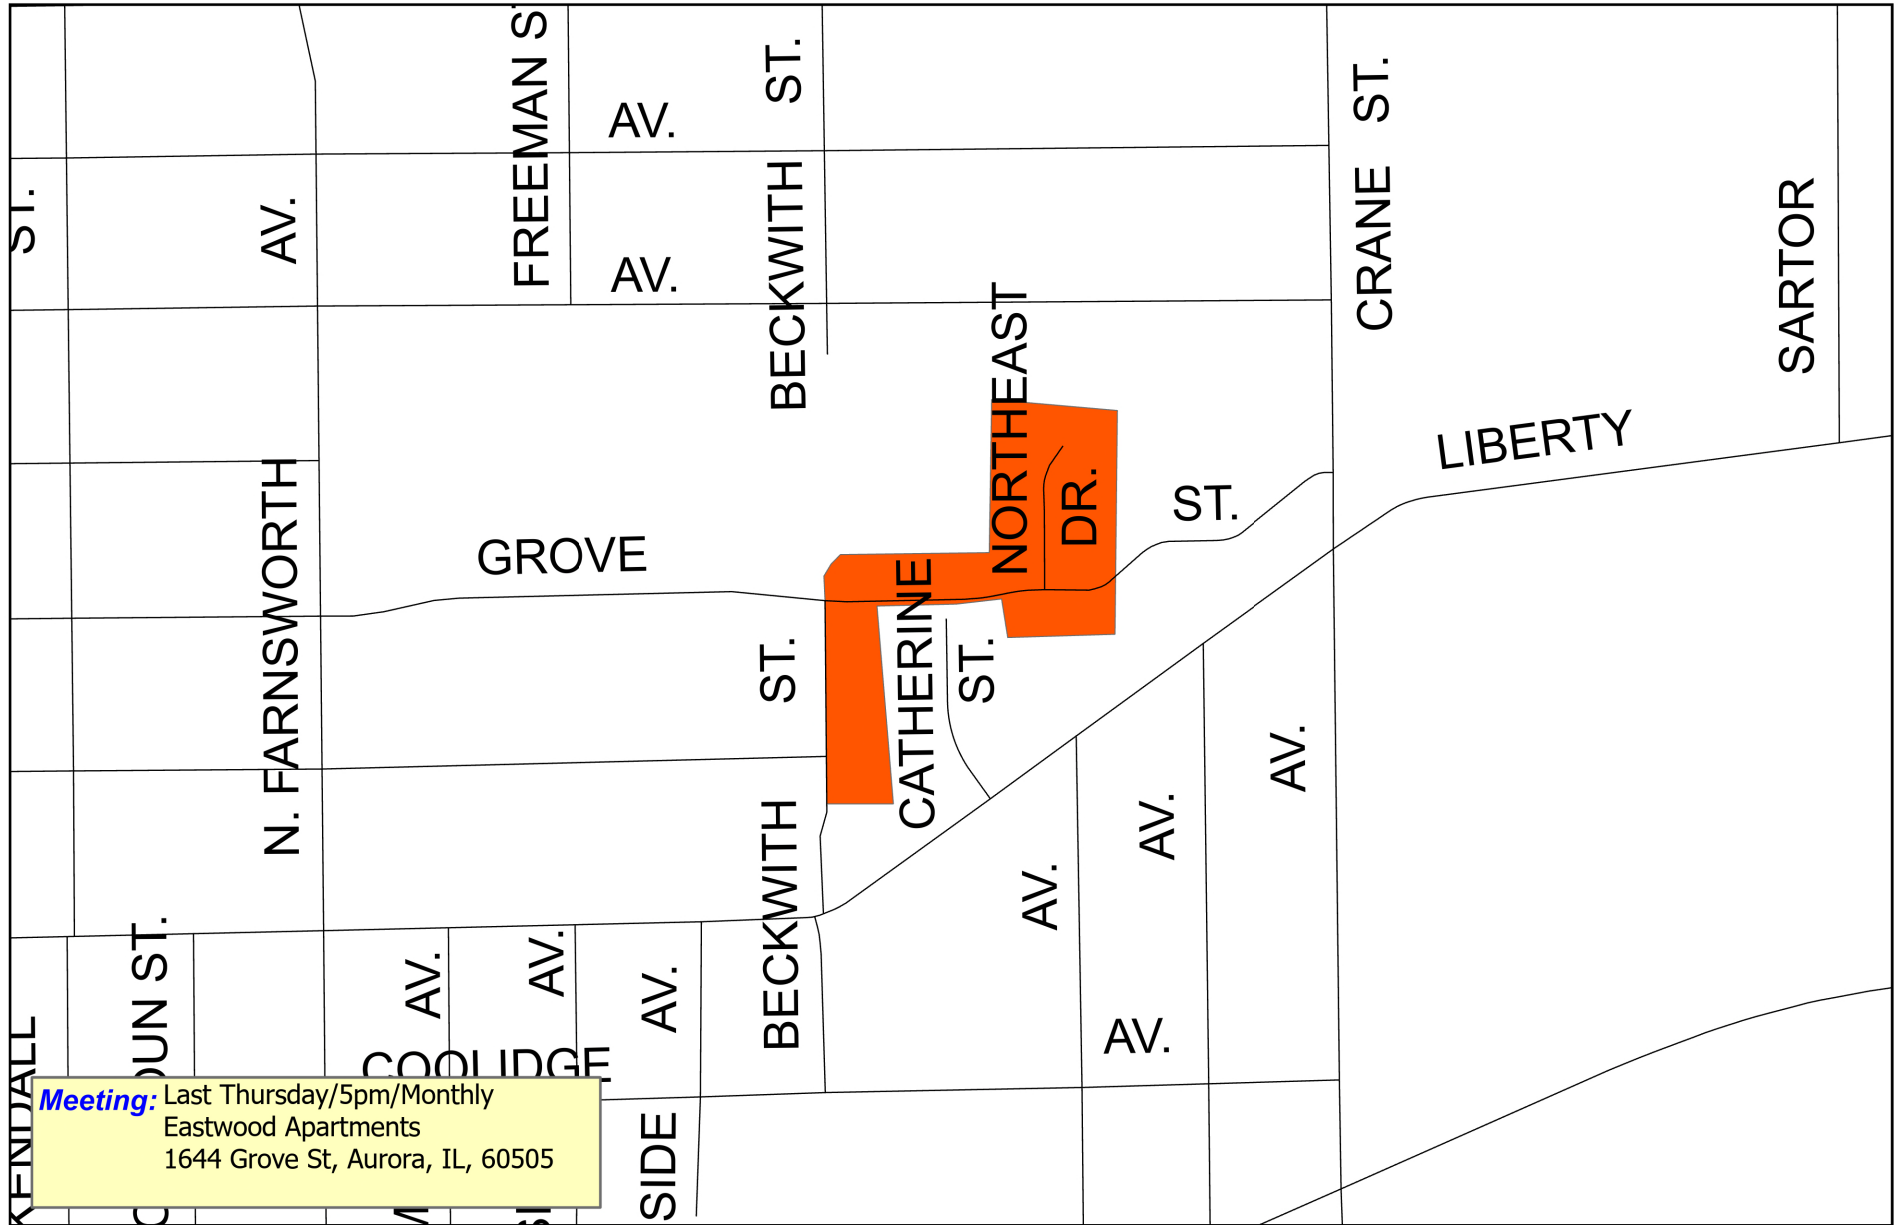 FREEMAN S
ST.
ST.
AV.
BECKWITH
CRANE
ST.
AV.
SARTOR
AV.
NORTHEAST
LIBERTY
N. FARNSWORTH
DR.
ST.
GROVE
CATHERINE
ST.
ST.
AV.
BECKWITH
AV.
AV.
ST.
AV.
AV.
AV.
AV.
KENDALL
COOLIDGE
SIDE
Meeting: Last Thursday/5pm/Monthly
Eastwood Apartments
1644 Grove St, Aurora, IL, 60505